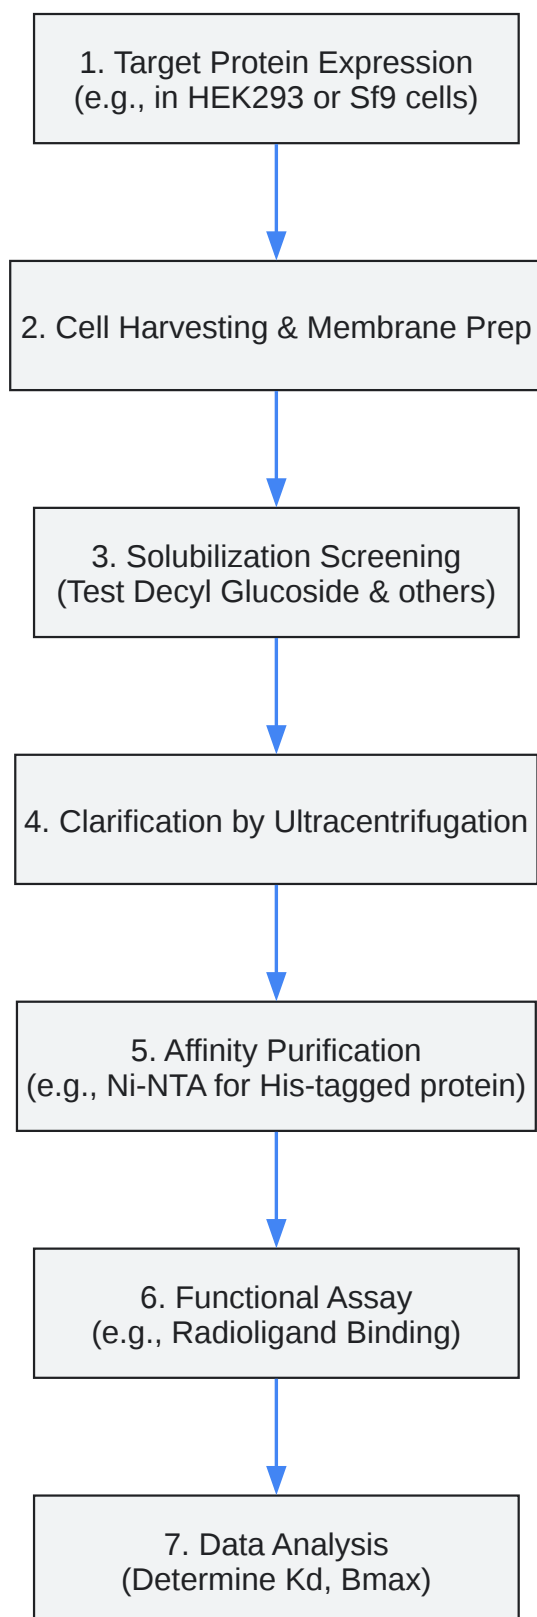 1. Target Protein Expression
(e.g., in HEK293 or Sf9 cells)
2. Cell Harvesting & Membrane Prep
3. Solubilization Screening
(Test Decyl Glucoside & others)
4. Clarification by Ultracentrifugation
5. Affinity Purification
(e.g., Ni-NTA for His-tagged protein)
6. Functional Assay
(e.g., Radioligand Binding)
7. Data Analysis
(Determine Kd, Bmax)